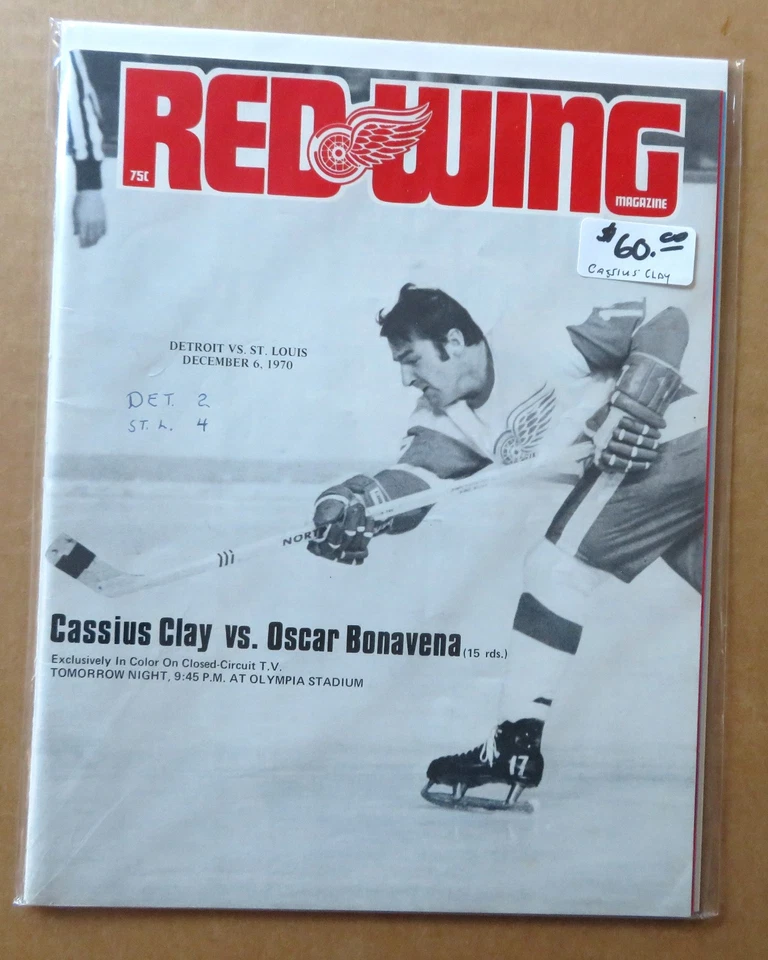 RED WING
75¢
MAGAZINE
$60.00
CASSIUS CLAY
DETROIT VS. ST. LOUIS
DECEMBER 6, 1970
DET. 2
ST. L. 4
NORT
Cassius Clay vs. Oscar Bonavena (15 rds.)
Exclusively In Color On Closed-Circuit T.V.
TOMORROW NIGHT, 9:45 P.M. AT OLYMPIA STADIUM
17